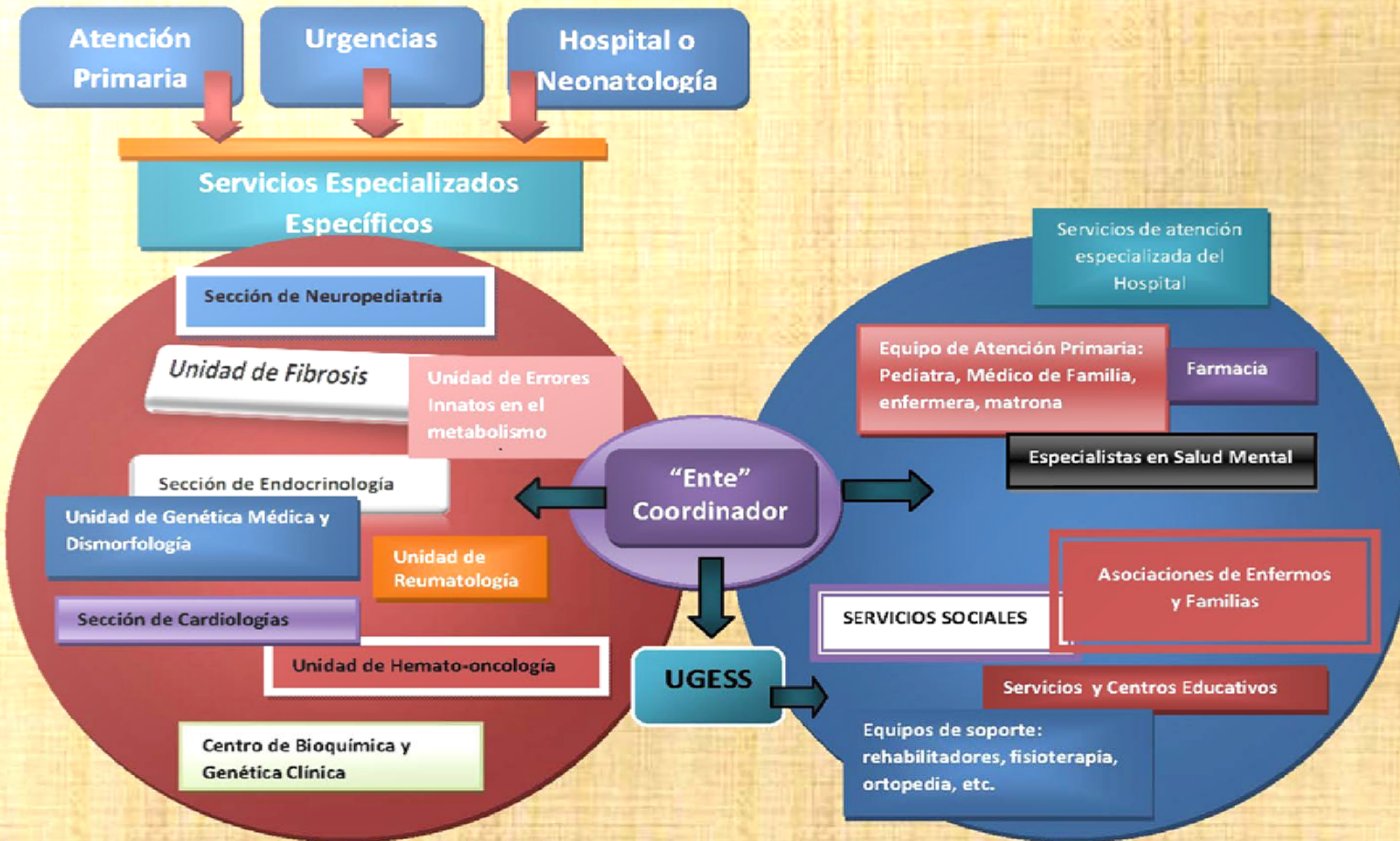 Atención
Primaria
Urgencias
Hospital o
Neonatología
Servicios Especializados
Específicos
Sección de Neuropediatría
Unidad de Fibrosis
Unidad de Errores
Innatos en el
metabolismo
.
Sección de Endocrinología
Unidad de Genética Médica y
Dismorfología
Unidad de
Reumatología
Sección de Cardiologías
Unidad de Hemato-oncología
Centro de Bioquímica y
Genética Clínica
“Ente”
Coordinador
UGESS
Servicios de atención
especializada del
Hospital
Equipo de Atención Primaria:
Pediatra, Médico de Familia,
enfermera, matrona
Farmacia
Especialistas en Salud Mental
Asociaciones de Enfermos
y Familias
SERVICIOS SOCIALES
Servicios y Centros Educativos
Equipos de soporte:
rehabilitadores, fisioterapia,
ortopedia, etc.